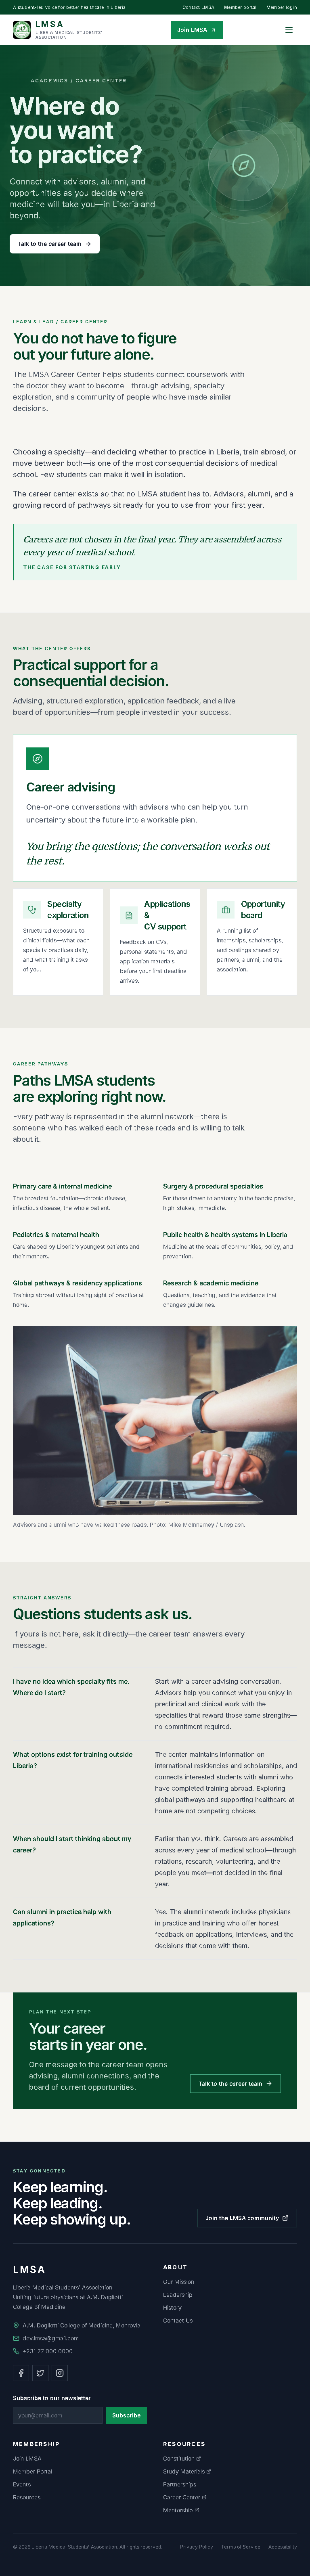 A student-led voice for better healthcare in Liberia
Contact LMSA
Member portal
Member login
LMSA
LIBERIA MEDICAL STUDENTS'
ASSOCIATION
Join LMSA
ACADEMICS / CAREER CENTER
Where do
you want
to practice?
Connect with advisors, alumni, and
opportunities as you decide where
medicine will take you—in Liberia and
beyond.
Talk to the career team
LEARN & LEAD / CAREER CENTER
You do not have to figure
out your future alone.
The LMSA Career Center helps students connect coursework with
the doctor they want to become—through advising, specialty
exploration, and a community of people who have made similar
decisions.
Choosing a specialty—and deciding whether to practice in Liberia, train abroad, or
move between both—is one of the most consequential decisions of medical
school. Few students can make it well in isolation.
The career center exists so that no LMSA student has to. Advisors, alumni, and a
growing record of pathways sit ready for you to use from your first year.
Careers are not chosen in the final year. They are assembled across
every year of medical school.
THE CASE FOR STARTING EARLY
WHAT THE CENTER OFFERS
Practical support for a
consequential decision.
Advising, structured exploration, application feedback, and a live
board of opportunities—from people invested in your success.
Career advising
One-on-one conversations with advisors who can help you turn
uncertainty about the future into a workable plan.
You bring the questions; the conversation works out
the rest.
Specialty
exploration
Structured exposure to
clinical fields—what each
specialty practices daily,
and what training it asks
of you.
Applications
&
CV support
Feedback on CVs,
personal statements, and
application materials
before your first deadline
arrives.
Opportunity
board
A running list of
internships, scholarships,
and postings shared by
partners, alumni, and the
association.
CAREER PATHWAYS
Paths LMSA students
are exploring right now.
Every pathway is represented in the alumni network—there is
someone who has walked each of these roads and is willing to talk
about it.
Primary care & internal medicine
The broadest foundation—chronic disease,
infectious disease, the whole patient.
Surgery & procedural specialties
For those drawn to anatomy in the hands: precise,
high-stakes, immediate.
Pediatrics & maternal health
Care shaped by Liberia's youngest patients and
their mothers.
Public health & health systems in Liberia
Medicine at the scale of communities, policy, and
prevention.
Global pathways & residency applications
Training abroad without losing sight of practice at
home.
Research & academic medicine
Questions, teaching, and the evidence that
changes guidelines.
Advisors and alumni who have walked these roads. Photo: Mike McInnerney / Unsplash.
STRAIGHT ANSWERS
Questions students ask us.
If yours is not here, ask it directly—the career team answers every
message.
I have no idea which specialty fits me.
Where do I start?
Start with a career advising conversation.
Advisors help you connect what you enjoy in
preclinical and clinical work with the
specialties that reward those same strengths—
no commitment required.
What options exist for training outside
Liberia?
The center maintains information on
international residencies and scholarships, and
connects interested students with alumni who
have completed training abroad. Exploring
global pathways and supporting healthcare at
home are not competing choices.
When should I start thinking about my
career?
Earlier than you think. Careers are assembled
across every year of medical school—through
rotations, research, volunteering, and the
people you meet—not decided in the final
year.
Can alumni in practice help with
applications?
Yes. The alumni network includes physicians
in practice and training who offer honest
feedback on applications, interviews, and the
decisions that come with them.
PLAN THE NEXT STEP
Your career
starts in year one.
One message to the career team opens
advising, alumni connections, and the
board of current opportunities.
Talk to the career team
STAY CONNECTED
Keep learning.
Keep leading.
Keep showing up.
Join the LMSA community
LMSA
Liberia Medical Students' Association
Uniting future physicians at A.M. Dogliotti
College of Medicine
A.M. Dogliotti College of Medicine, Monrovia
dev.lmsa@gmail.com
+231 77 000 0000
Subscribe to our newsletter
your@email.com
Subscribe
ABOUT
Our Mission
Leadership
History
Contact Us
MEMBERSHIP
Join LMSA
Member Portal
Events
Resources
RESOURCES
Constitution
Study Materials
Partnerships
Career Center
Mentorship
Liberia Medical Students' Association. All rights reserved.
Privacy Policy
Terms of Service
Accessibility